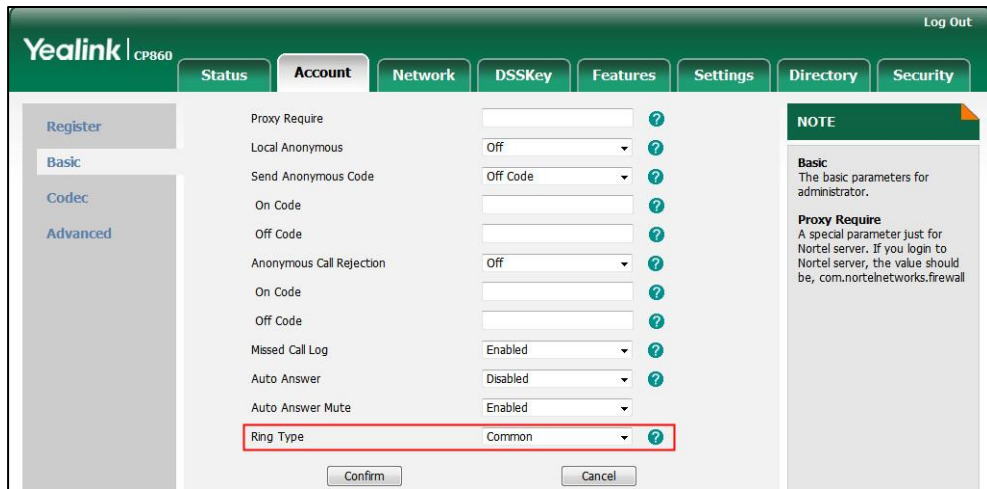 Log Out
Yealink | CP860
Status Account Network DSSKey Features Settings Directory Security
Register
Basic
Codec
Advanced
Proxy Require
Local Anonymous Off
Send Anonymous Code Off Code
On Code
Off Code
Anonymous Call Rejection Off
On Code
Off Code
Missed Call Log Enabled
Auto Answer Disabled
Auto Answer Mute Enabled
Ring Type Common
Confirm Cancel
NOTE
Basic
The basic parameters for
administrator.
Proxy Require
A special parameter just for
Nortel server. If you login to
Nortel server, the value should
be, com.nortelnetworks.firewall